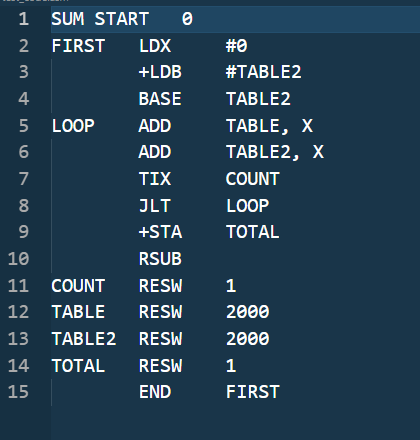 1 SUM START 0
2 FIRST LDX #0
3 +LDB #TABLE2
4 BASE TABLE2
5 LOOP ADD TABLE, X
6 ADD TABLE2, X
7 TIX COUNT
8 JLT LOOP
9 +STA TOTAL
10 RSUB
11 COUNT RESW 1
12 TABLE RESW 2000
13 TABLE2 RESW 2000
14 TOTAL RESW 1
15 END FIRST